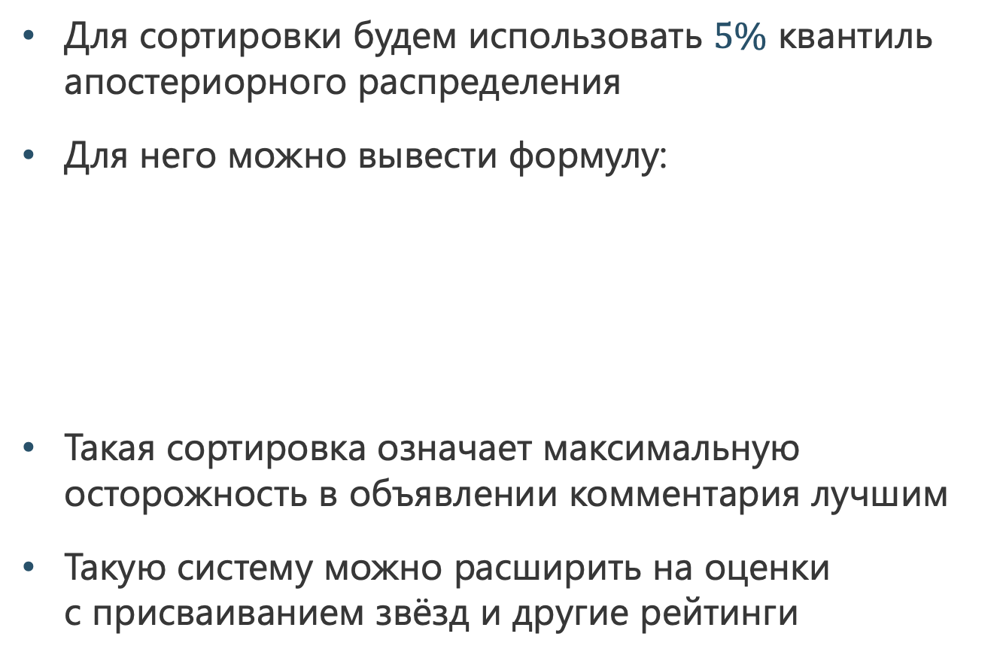 • Для сортировки будем использовать 5% квантиль
апостериорного распределения
• Для него можно вывести формулу:
• Такая сортировка означает максимальную
осторожность в объявлении комментария лучшим
• Такую систему можно расширить на оценки
с присваиванием звёзд и другие рейтинги